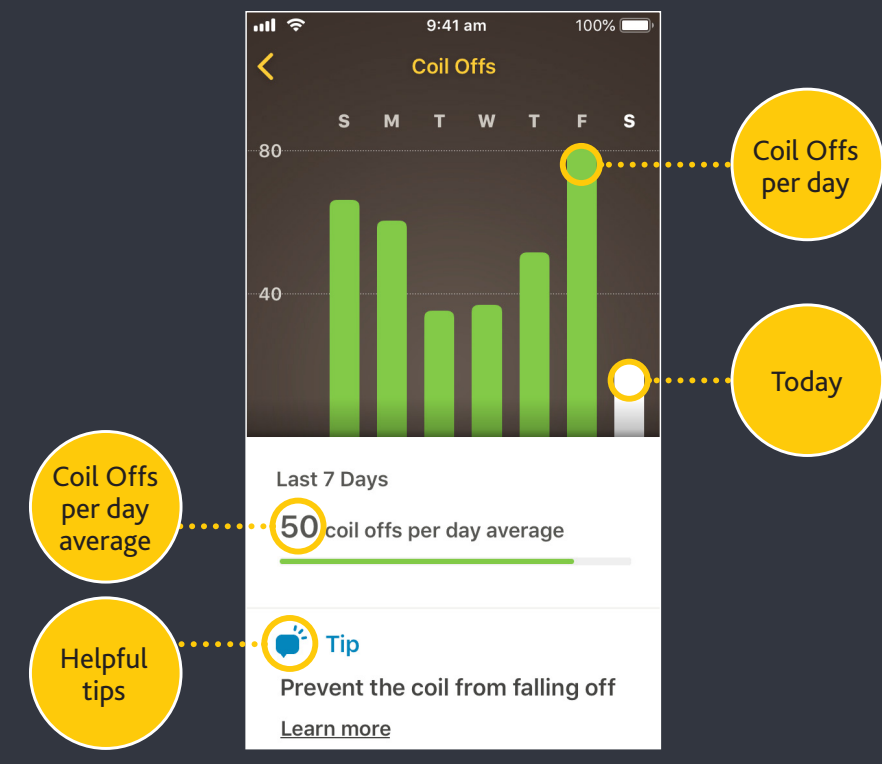 9:41 am
100%
Coil Offs
S M T W T F S
80
40
Coil Offs
per day
Today
Last 7 Days
50 coil offs per day average
Coil Offs
per day
average
Tip
Helpful
tips
Prevent the coil from falling off
Learn more